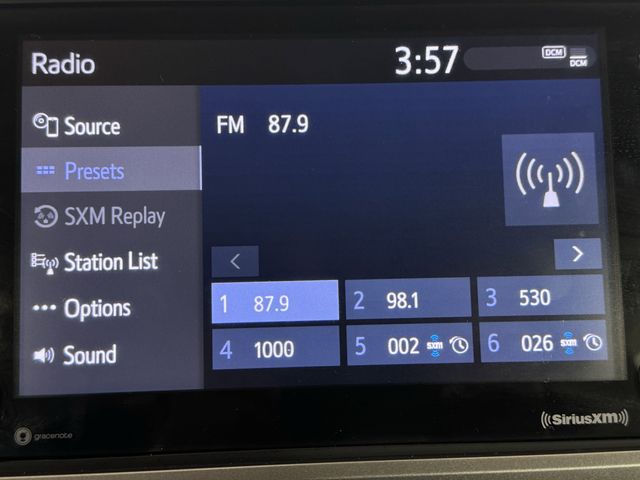 Radio
3:57
DCM
DCM
Source
FM 87.9
Presets
SXM Replay
Station List
1 87.9
2 98.1
3 530
Options
4 1000
5 002 sxm
6 026 sxm
Sound
((SiriusXM))
gracenote